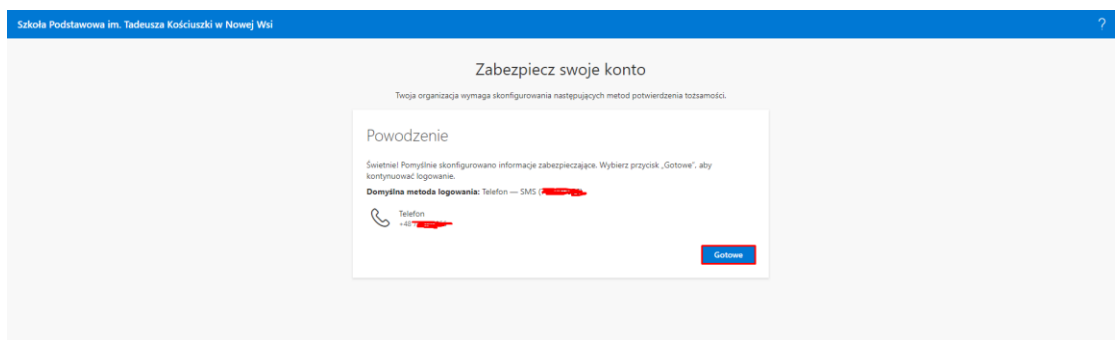 Szkoła Podstawowa im. Tadeusza Kościuszki w Nowej Wsi
?
Zabezpiecz swoje konto
Twoja organizacja wymaga skonfigurowania następujących metod potwierdzenia tożsamości.
Powodzenie
Świetnie! Pomyślnie skonfigurowano informacje zabezpieczające. Wybierz przycisk „Gotowe”, aby
kontynuować logowanie.
Domyślna metoda logowania: Telefon — SMS (
Telefon
+48
Gotowe